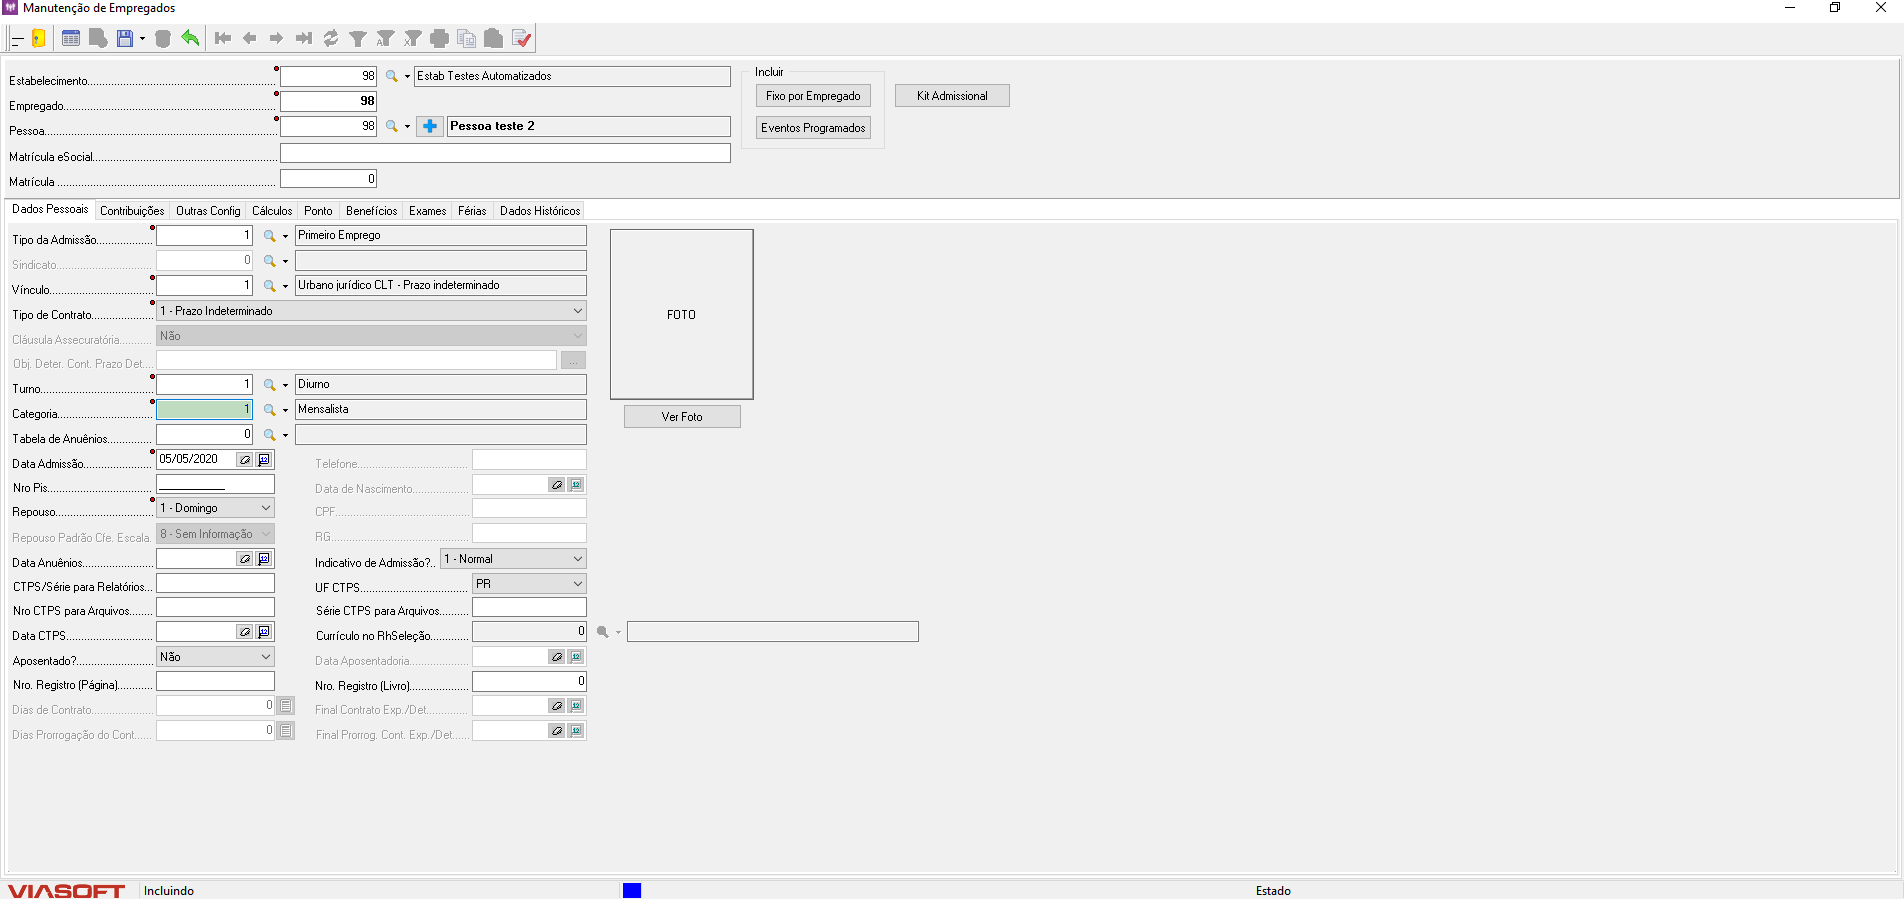 Manutenção de Empregados
Estabelecimento 98 Estab Testes Automatizados
Empregado 98
Pessoa 98 Pessoa teste 2
Matrícula eSocial
Matrícula 0
Incluir
Fixo por Empregado
Eventos Programados
Kit Admissional
Dados Pessoais Contribuições Outras Config Cálculos Ponto Benefícios Exames Férias Dados Históricos
Tipo da Admissão 1 Primeiro Emprego
Sindicato 0
Vínculo 1 Urbano jurídico CLT - Prazo indeterminado
Tipo de Contrato 1 - Prazo Indeterminado
Cláusula Assecuratória Não
Obj. Deter. Cont. Prazo Det. ...
Turno 1 Diurno
Categoria 1 Mensalista
Tabela de Anuênios 0
FOTO
Ver Foto
Data Admissão 05/05/2020 Telefone
Nro Pis Data de Nascimento
Repouso 1 - Domingo CPF
Repouso Padrão Cfe. Escala. 8 - Sem Informação RG
Data Anuênios Indicativo de Admissão? 1 - Normal
CTPS/Série para Relatórios UF CTPS PR
Nro CTPS para Arquivos Série CTPS para Arquivos
Data CTPS Currículo no RhSeleção 0
Aposentado? Não Data Aposentadoria
Nro. Registro (Página) Nro. Registro (Livro) 0
Dias de Contrato 0 Final Contrato Exp./Det.
Dias Prorrogação do Cont. 0 Final Prorrog. Cont. Exp./Det.
VIASOFT Incluindo Estado